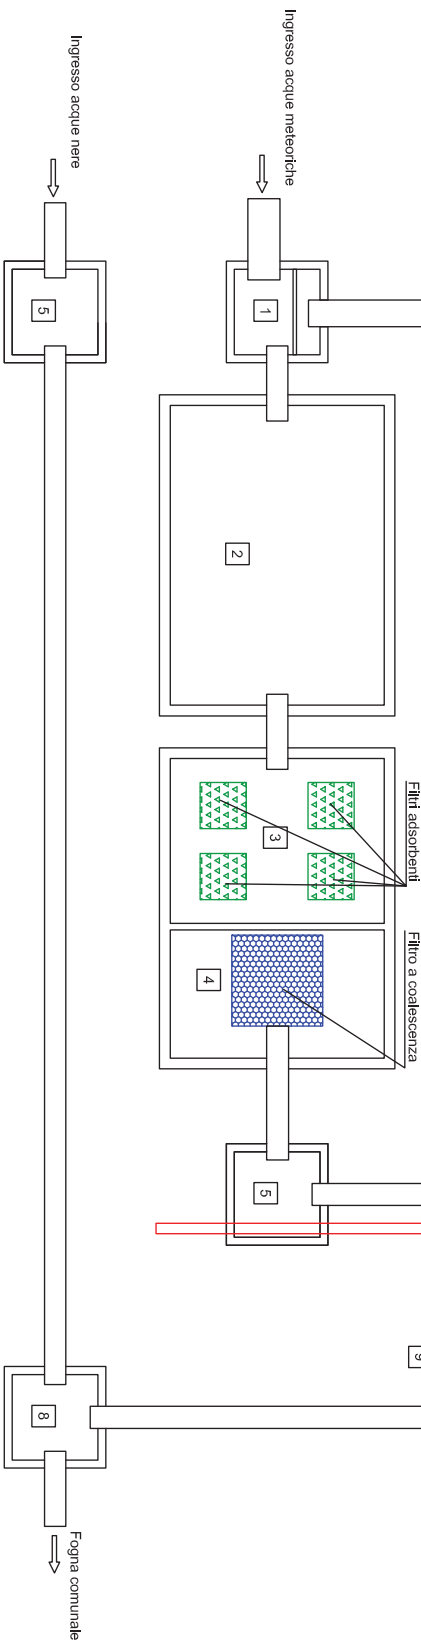 Ingresso acque meteoriche
Ingresso acque nere
5
1
2
Filtri adsorbenti
3
Filtro a coalescenza
4
5
8
Fogna comunale